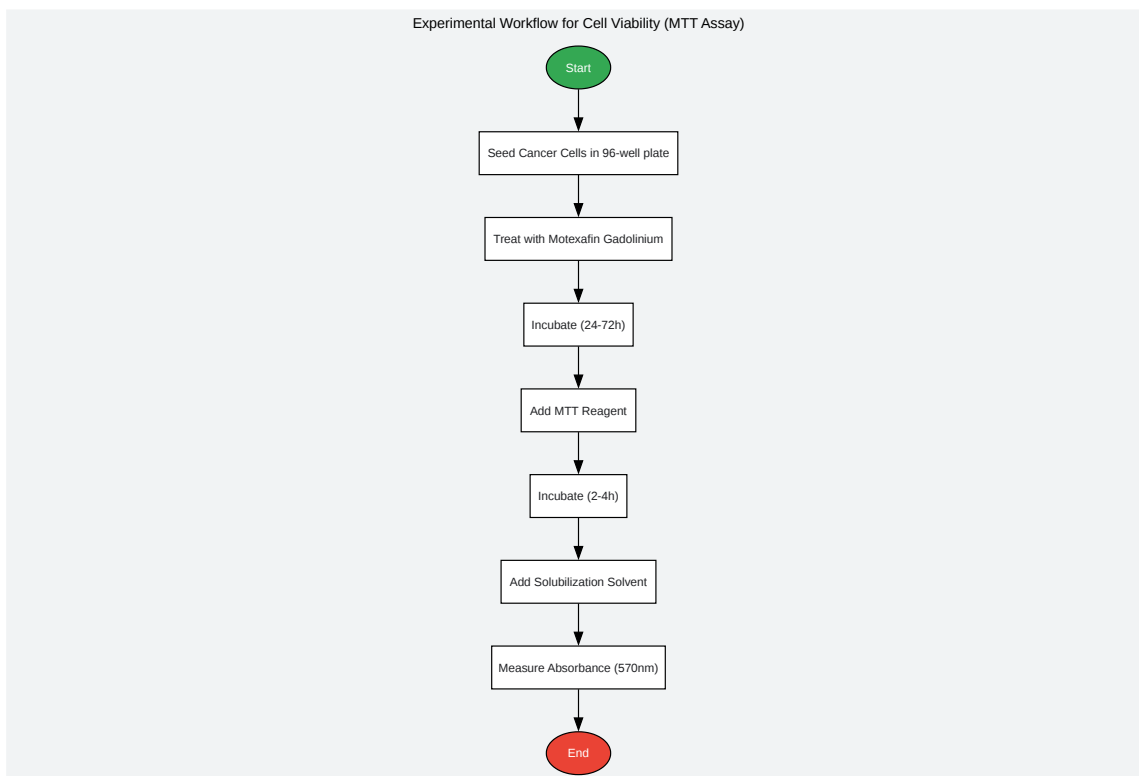 Experimental Workflow for Cell Viability (MTT Assay)
Start
Seed Cancer Cells in 96-well plate
Treat with Motexafin Gadolinium
Incubate (24-72h)
Add MTT Reagent
Incubate (2-4h)
Add Solubilization Solvent
Measure Absorbance (570nm)
End